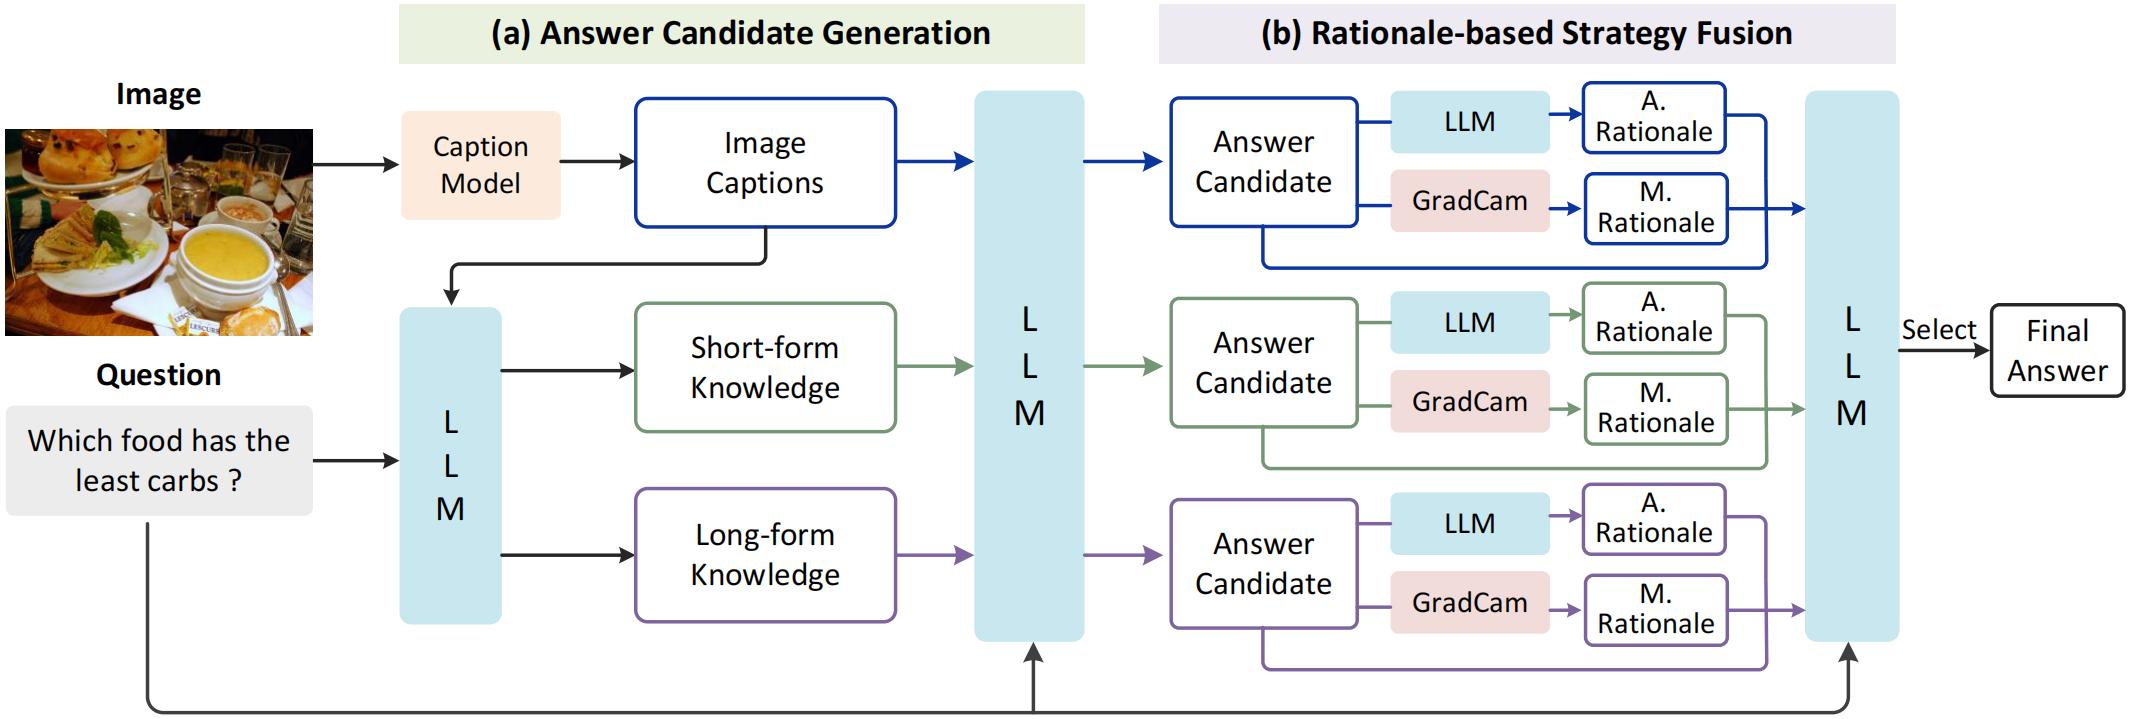 (a) Answer Candidate Generation
(b) Rationale-based Strategy Fusion
Image
LESCURE
Question
Which food has the
least carbs ?
Caption
Model
Image
Captions
L
L
M
Short-form
Knowledge
Long-form
Knowledge
L
L
M
Answer
Candidate
LLM
A.
Rationale
GradCam
M.
Rationale
Answer
Candidate
LLM
A.
Rationale
GradCam
M.
Rationale
Answer
Candidate
LLM
A.
Rationale
GradCam
M.
Rationale
L
L
M
Select
Final
Answer